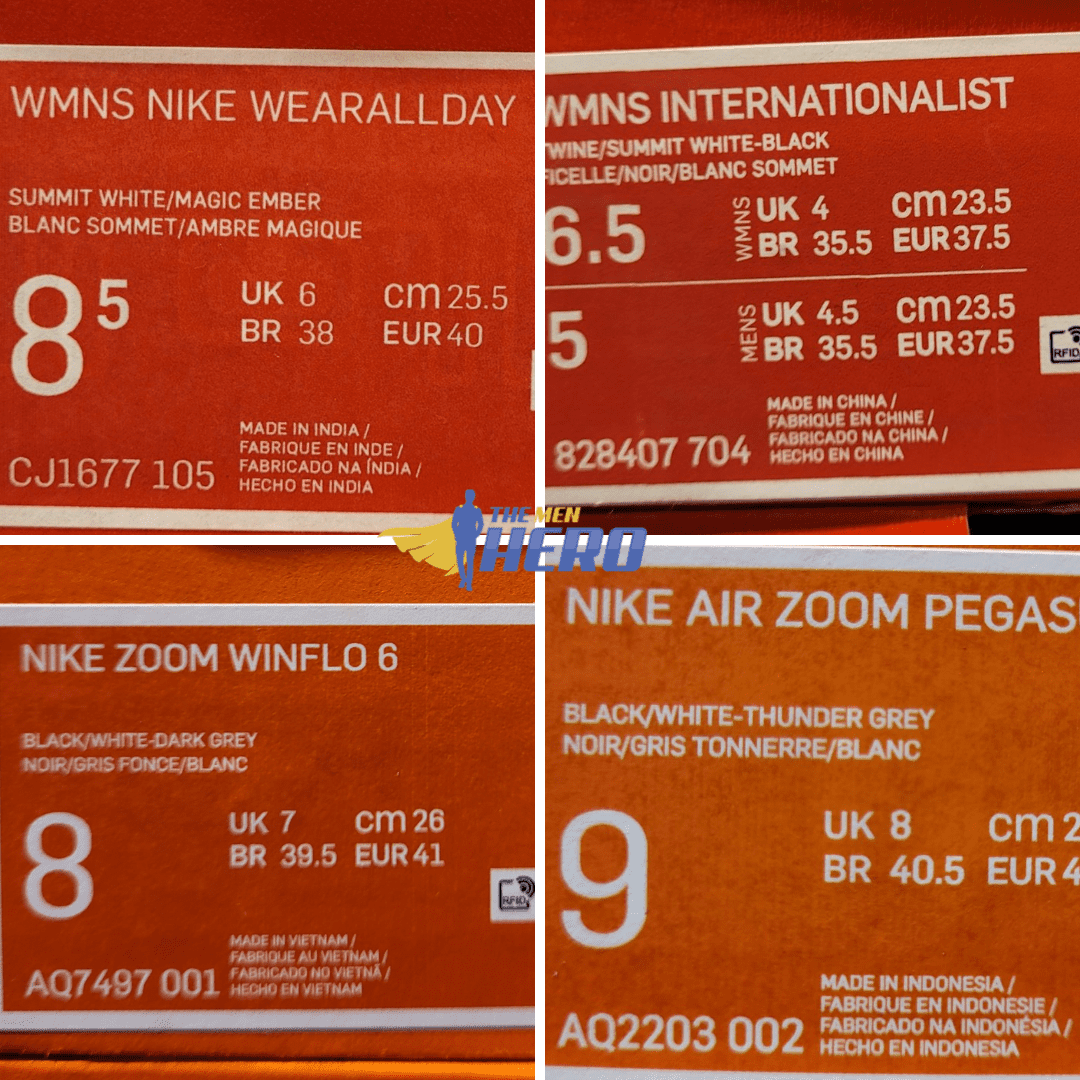 WMNS NIKE WEARALLDAY
SUMMIT WHITE/MAGIC EMBER
BLANC SOMMET/AMBRE MAGIQUE
8 5
UK 6 cm 25.5
BR 38 EUR 40
MADE IN INDIA /
FABRIQUE EN INDE /
FABRICADO NA ÍNDIA /
HECHO EN INDIA
CJ1677 105
WMNS INTERNATIONALIST
TWINE/SUMMIT WHITE-BLACK
FICELLE/NOIR/BLANC SOMMET
6.5
WMNS
UK 4 cm 23.5
BR 35.5 EUR 37.5
5
MENS
UK 4.5 cm 23.5
BR 35.5 EUR 37.5
RFID
MADE IN CHINA /
FABRIQUE EN CHINE /
FABRICADO NA CHINA /
HECHO EN CHINA
828407 704
THE MEN
HERO
NIKE ZOOM WINFLO 6
BLACK/WHITE-DARK GREY
NOIR/GRIS FONCE/BLANC
8
UK 7 cm 26
BR 39.5 EUR 41
RFID
MADE IN VIETNAM /
FABRIQUE AU VIETNAM /
FABRICADO NO VIETNÃ /
HECHO EN VIETNAM
AQ7497 001
NIKE AIR ZOOM PEGAS
BLACK/WHITE-THUNDER GREY
NOIR/GRIS TONNERRE/BLANC
9
UK 8 cm 2
BR 40.5 EUR 4
MADE IN INDONESIA /
FABRIQUE EN INDONESIE /
FABRICADO NA INDONÉSIA /
HECHO EN INDONESIA
AQ2203 002